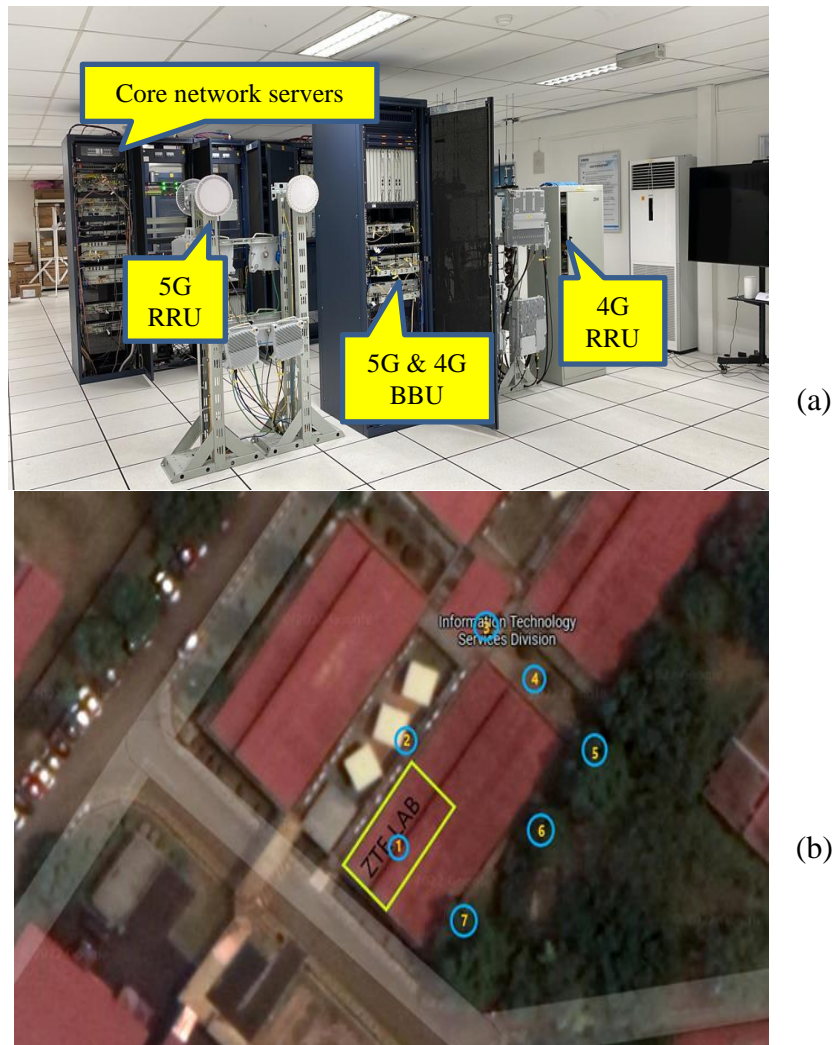 Core network servers
5G
RRU
5G & 4G
BBU
4G
RRU
(a)
Information Technology
Services Division
3
4
2
5
ZTE LAB
1
6
7
(b)